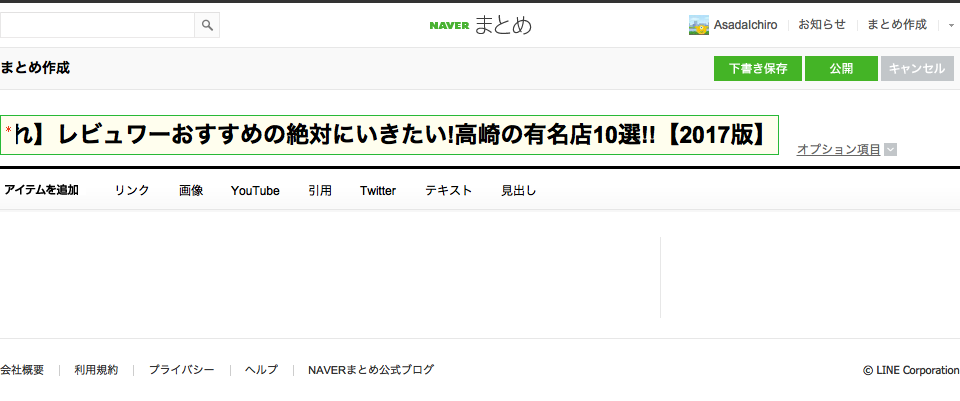 NAVER まとめ
AsadaIchiro お知らせ まとめ作成
まとめ作成
下書き保存 公開 キャンセル
*れ】レビュワーおすすめの絶対にいきたい!高崎の有名店10選!!【2017版】
オプション項目
アイテムを追加 リンク 画像 YouTube 引用 Twitter テキスト 見出し
会社概要 利用規約 プライバシー ヘルプ NAVERまとめ公式ブログ © LINE Corporation